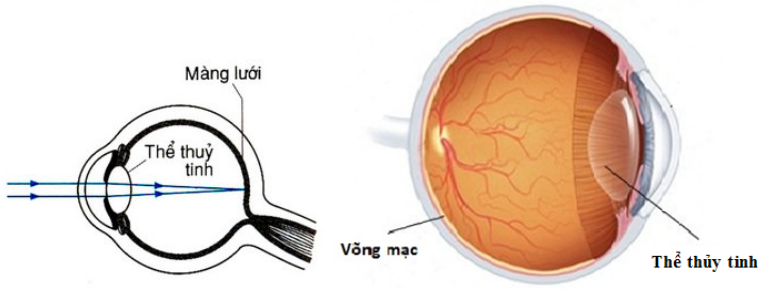 Màng lưới
Thể thuỷ
tinh
Võng mạc
Thể thủy tinh